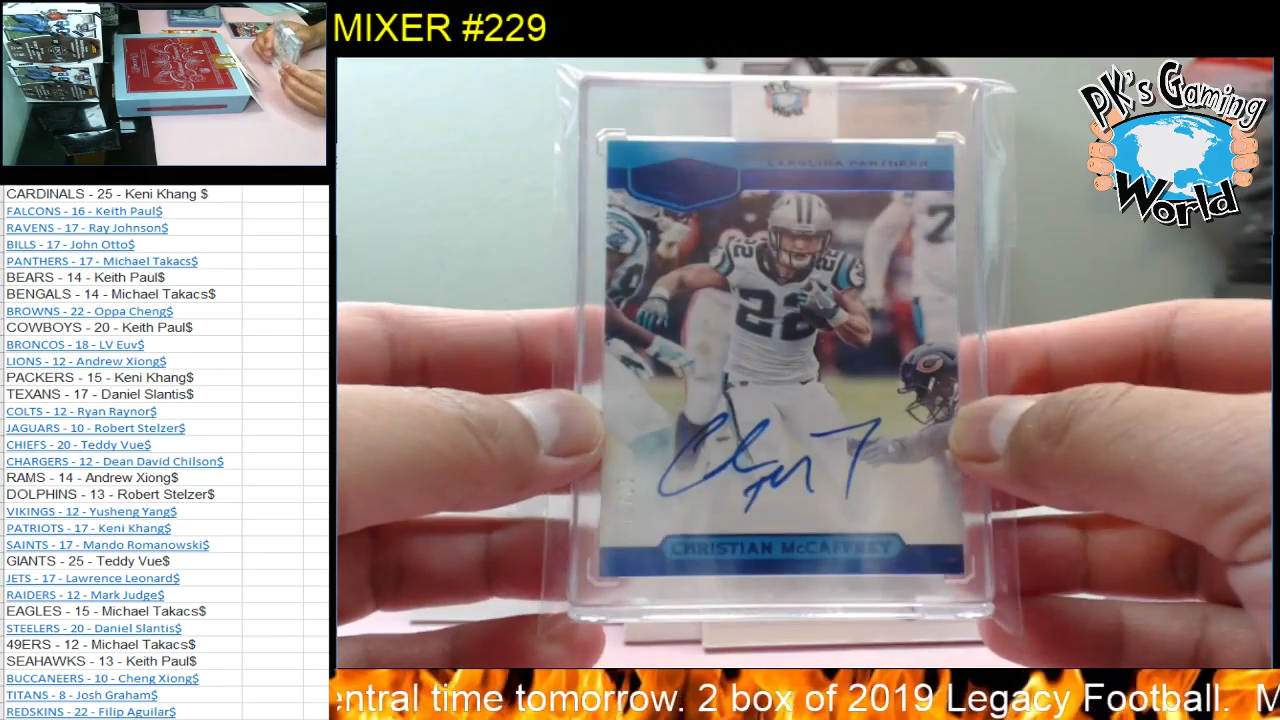 MIXER #229
PK's Gaming World
CARDINALS - 25 - Keni Khang $
FALCONS - 16 - Keith Paul$
RAVENS - 17 - Ray Johnson$
BILLS - 17 - John Otto$
PANTHERS - 17 - Michael Takacs$
BEARS - 14 - Keith Paul$
BENGALS - 14 - Michael Takacs$
BROWNS - 22 - Oppa Cheng$
COWBOYS - 20 - Keith Paul$
BRONCOS - 18 - LV Euv$
LIONS - 12 - Andrew Xiong$
PACKERS - 15 - Keni Khang$
TEXANS - 17 - Daniel Slantis$
COLTS - 12 - Ryan Raynor$
JAGUARS - 10 - Robert Stelzer$
CHIEFS - 20 - Teddy Vue$
CHARGERS - 12 - Dean David Chilson$
RAMS - 14 - Andrew Xiong$
DOLPHINS - 13 - Robert Stelzer$
VIKINGS - 12 - Yusheng Yang$
PATRIOTS - 17 - Keni Khang$
SAINTS - 17 - Mando Romanowski$
GIANTS - 25 - Teddy Vue$
JETS - 17 - Lawrence Leonard$
RAIDERS - 12 - Mark Judge$
EAGLES - 15 - Michael Takacs$
STEELERS - 20 - Daniel Slantis$
49ERS - 12 - Michael Takacs$
SEAHAWKS - 13 - Keith Paul$
BUCCANEERS - 10 - Cheng Xiong$
TITANS - 8 - Josh Graham$
REDSKINS - 22 - Filip Aguilar$
CAROLINA PANTHERS
22
22
22
7
CHRISTIAN McCAFFREY
entral time tomorrow. 2 box of 2019 Legacy Football. M